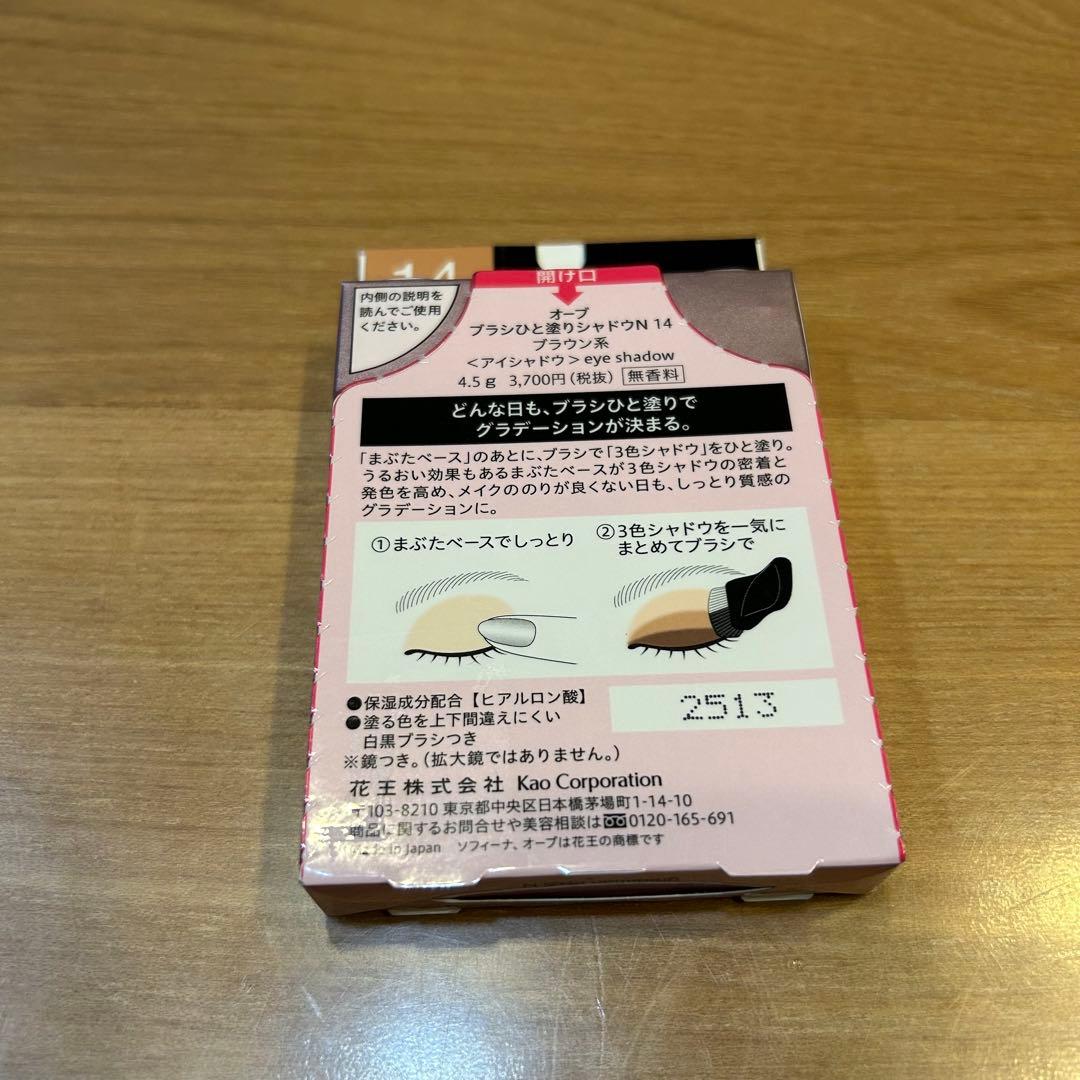 14
開け口
内側の説明を
読んでご使用
ください。
オーブ
ブラシひと塗りシャドウN 14
ブラウン系
＜アイシャドウ＞eye shadow
4.5g 3,700円(税抜) 無香料
どんな日も、ブラシひと塗りで
グラデーションが決まる。
「まぶたベース」のあとに、ブラシで「3色シャドウ」をひと塗り。
うるおい効果もあるまぶたベースが3色シャドウの密着と
発色を高め、メイクののりが良くない日も、しっとり質感の
グラデーションに。
①まぶたベースでしっとり
②3色シャドウを一気に
まとめてブラシで
●保湿成分配合【ヒアルロン酸】
●塗る色を上下間違えにくい
白黒ブラシつき
※鏡つき。(拡大鏡ではありません。)
2513
花王株式会社 Kao Corporation
〒103-8210 東京都中央区日本橋茅場町1-14-10
商品に関するお問合せや美容相談は0120-165-691
Made in Japan ソフィーナ、オーブは花王の商標です